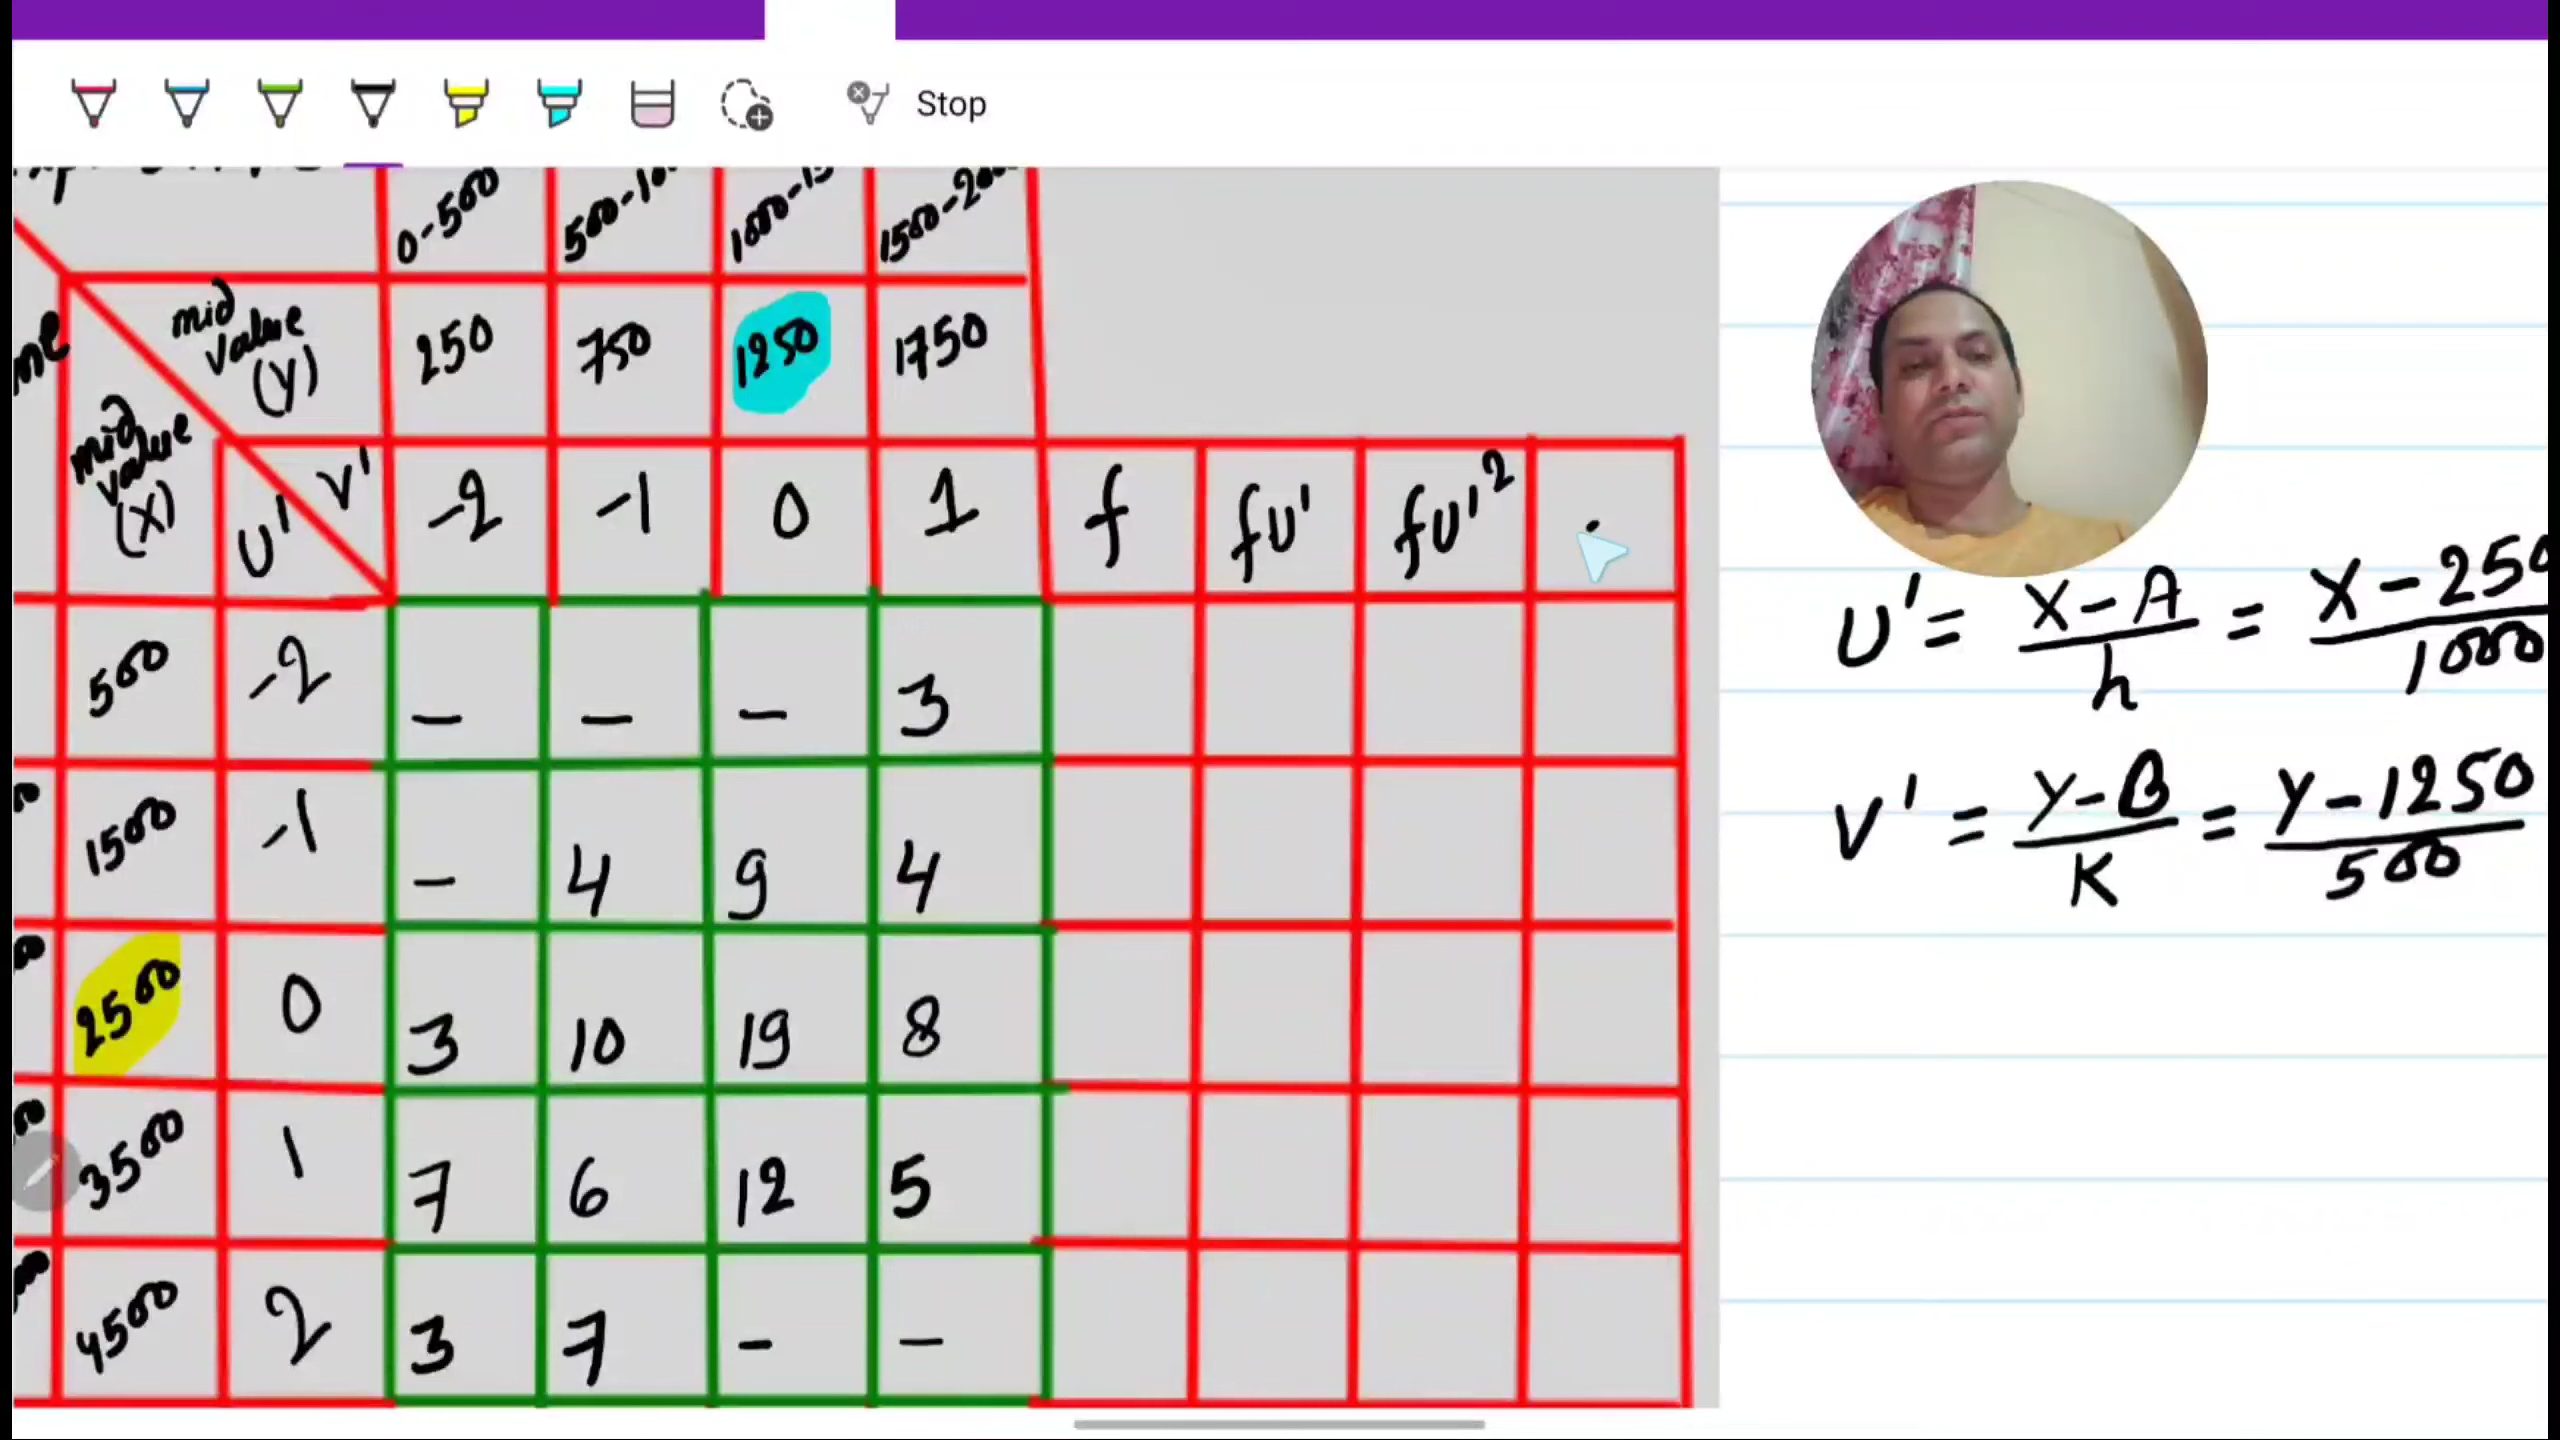 Stop
0-500
mid value (Y) 250 750 1250 1750
mid value (X) U' V' -2 -1 0 1 f fU' fU'²
500 -2 - - - 3
1500 -1 - 4 9 4
2500 0 3 10 19 8
3500 1 7 6 12 5
4500 2 3 7 - -
U' = X-A / h = X-250 / 1000
V' = Y-B / K = Y-1250 / 500